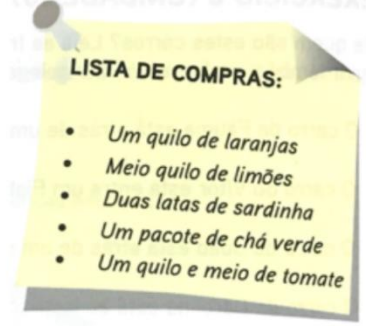 LISTA DE COMPRAS:
• Um quilo de laranjas
• Meio quilo de limões
• Duas latas de sardinha
• Um pacote de chá verde
• Um quilo e meio de tomate